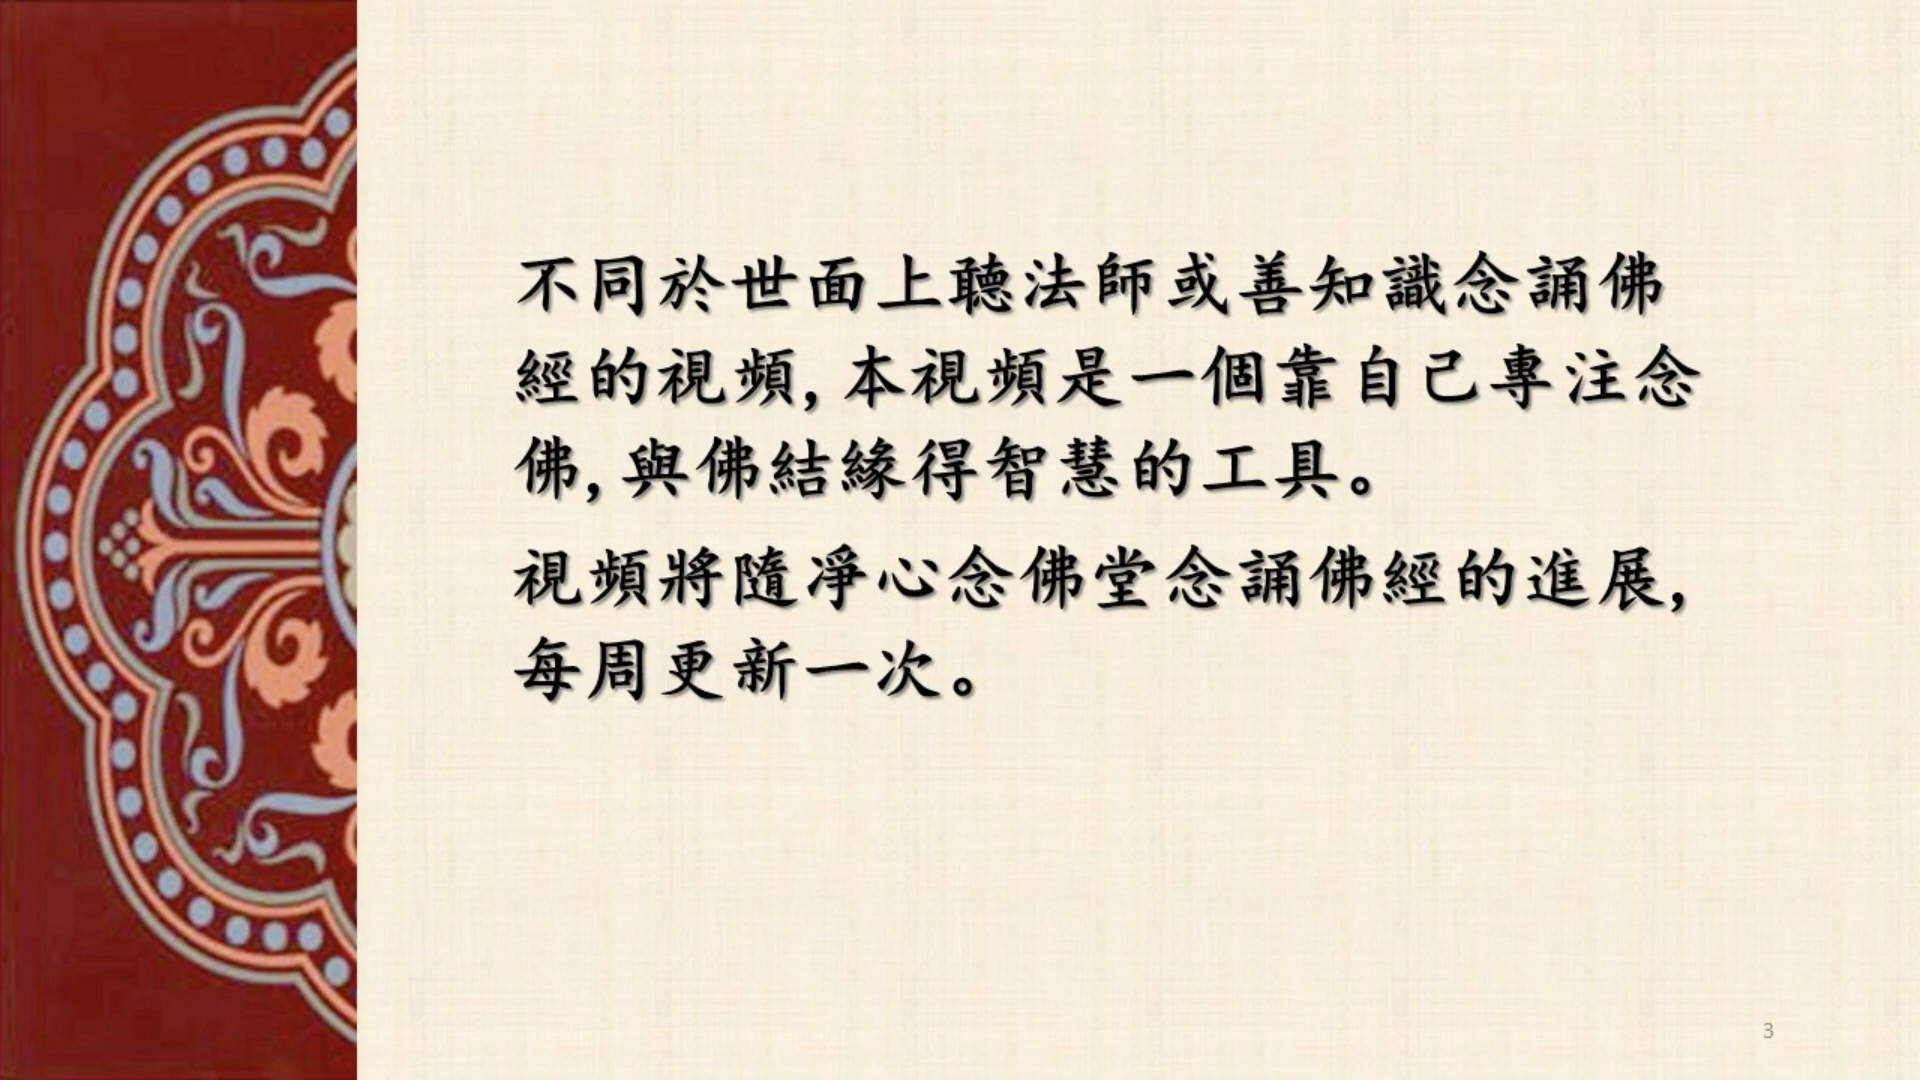 不同於世面上聽法師或善知識念誦佛
經的視頻,本視頻是一個靠自己專注念
佛,與佛結緣得智慧的工具。
視頻將隨凈心念佛堂念誦佛經的進展,
每周更新一次。
3